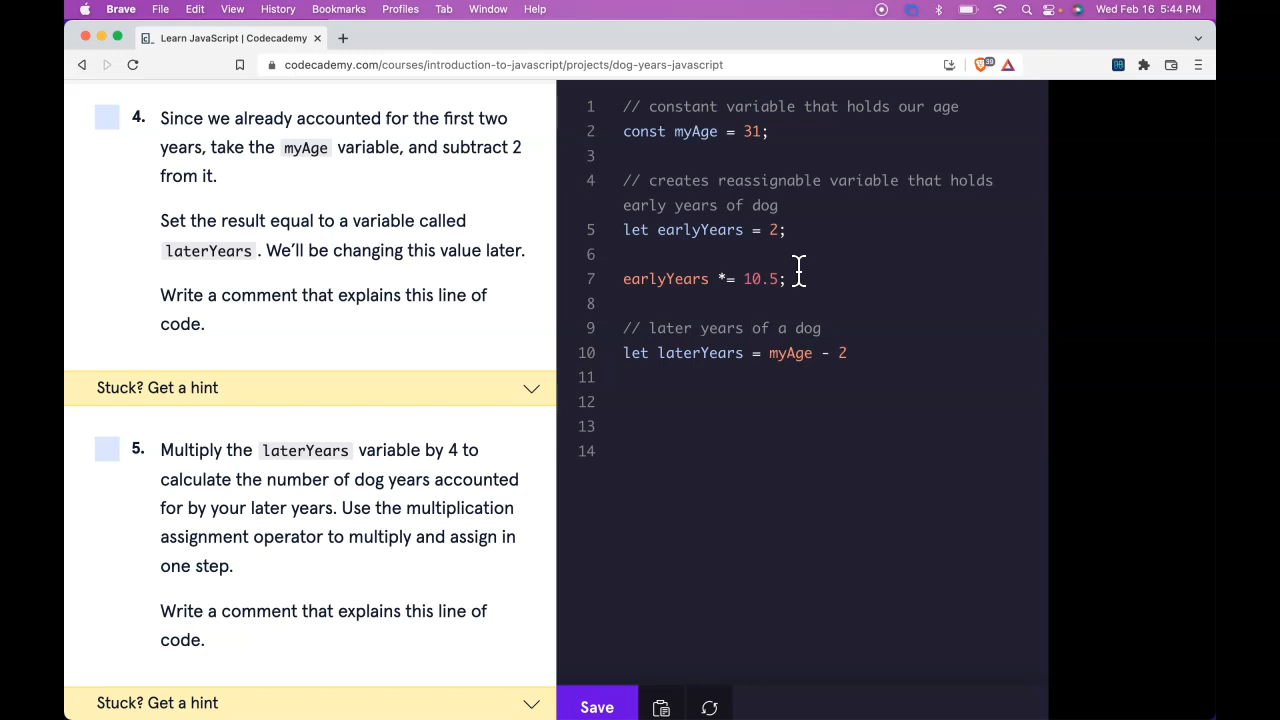 Brave File Edit View History Bookmarks Profiles Tab Window Help Wed Feb 16 5:44 PM
Learn JavaScript | Codecademy
codecademy.com/courses/introduction-to-javascript/projects/dog-years-javascript
39
4. Since we already accounted for the first two
years, take the myAge variable, and subtract 2
from it.
Set the result equal to a variable called
laterYears . We’ll be changing this value later.
Write a comment that explains this line of
code.
Stuck? Get a hint
5. Multiply the laterYears variable by 4 to
calculate the number of dog years accounted
for by your later years. Use the multiplication
assignment operator to multiply and assign in
one step.
Write a comment that explains this line of
code.
Stuck? Get a hint
1 // constant variable that holds our age
2 const myAge = 31;
3
4 // creates reassignable variable that holds
early years of dog
5 let earlyYears = 2;
6
7 earlyYears *= 10.5;
8
9 // later years of a dog
10 let laterYears = myAge - 2
11
12
13
14
Save